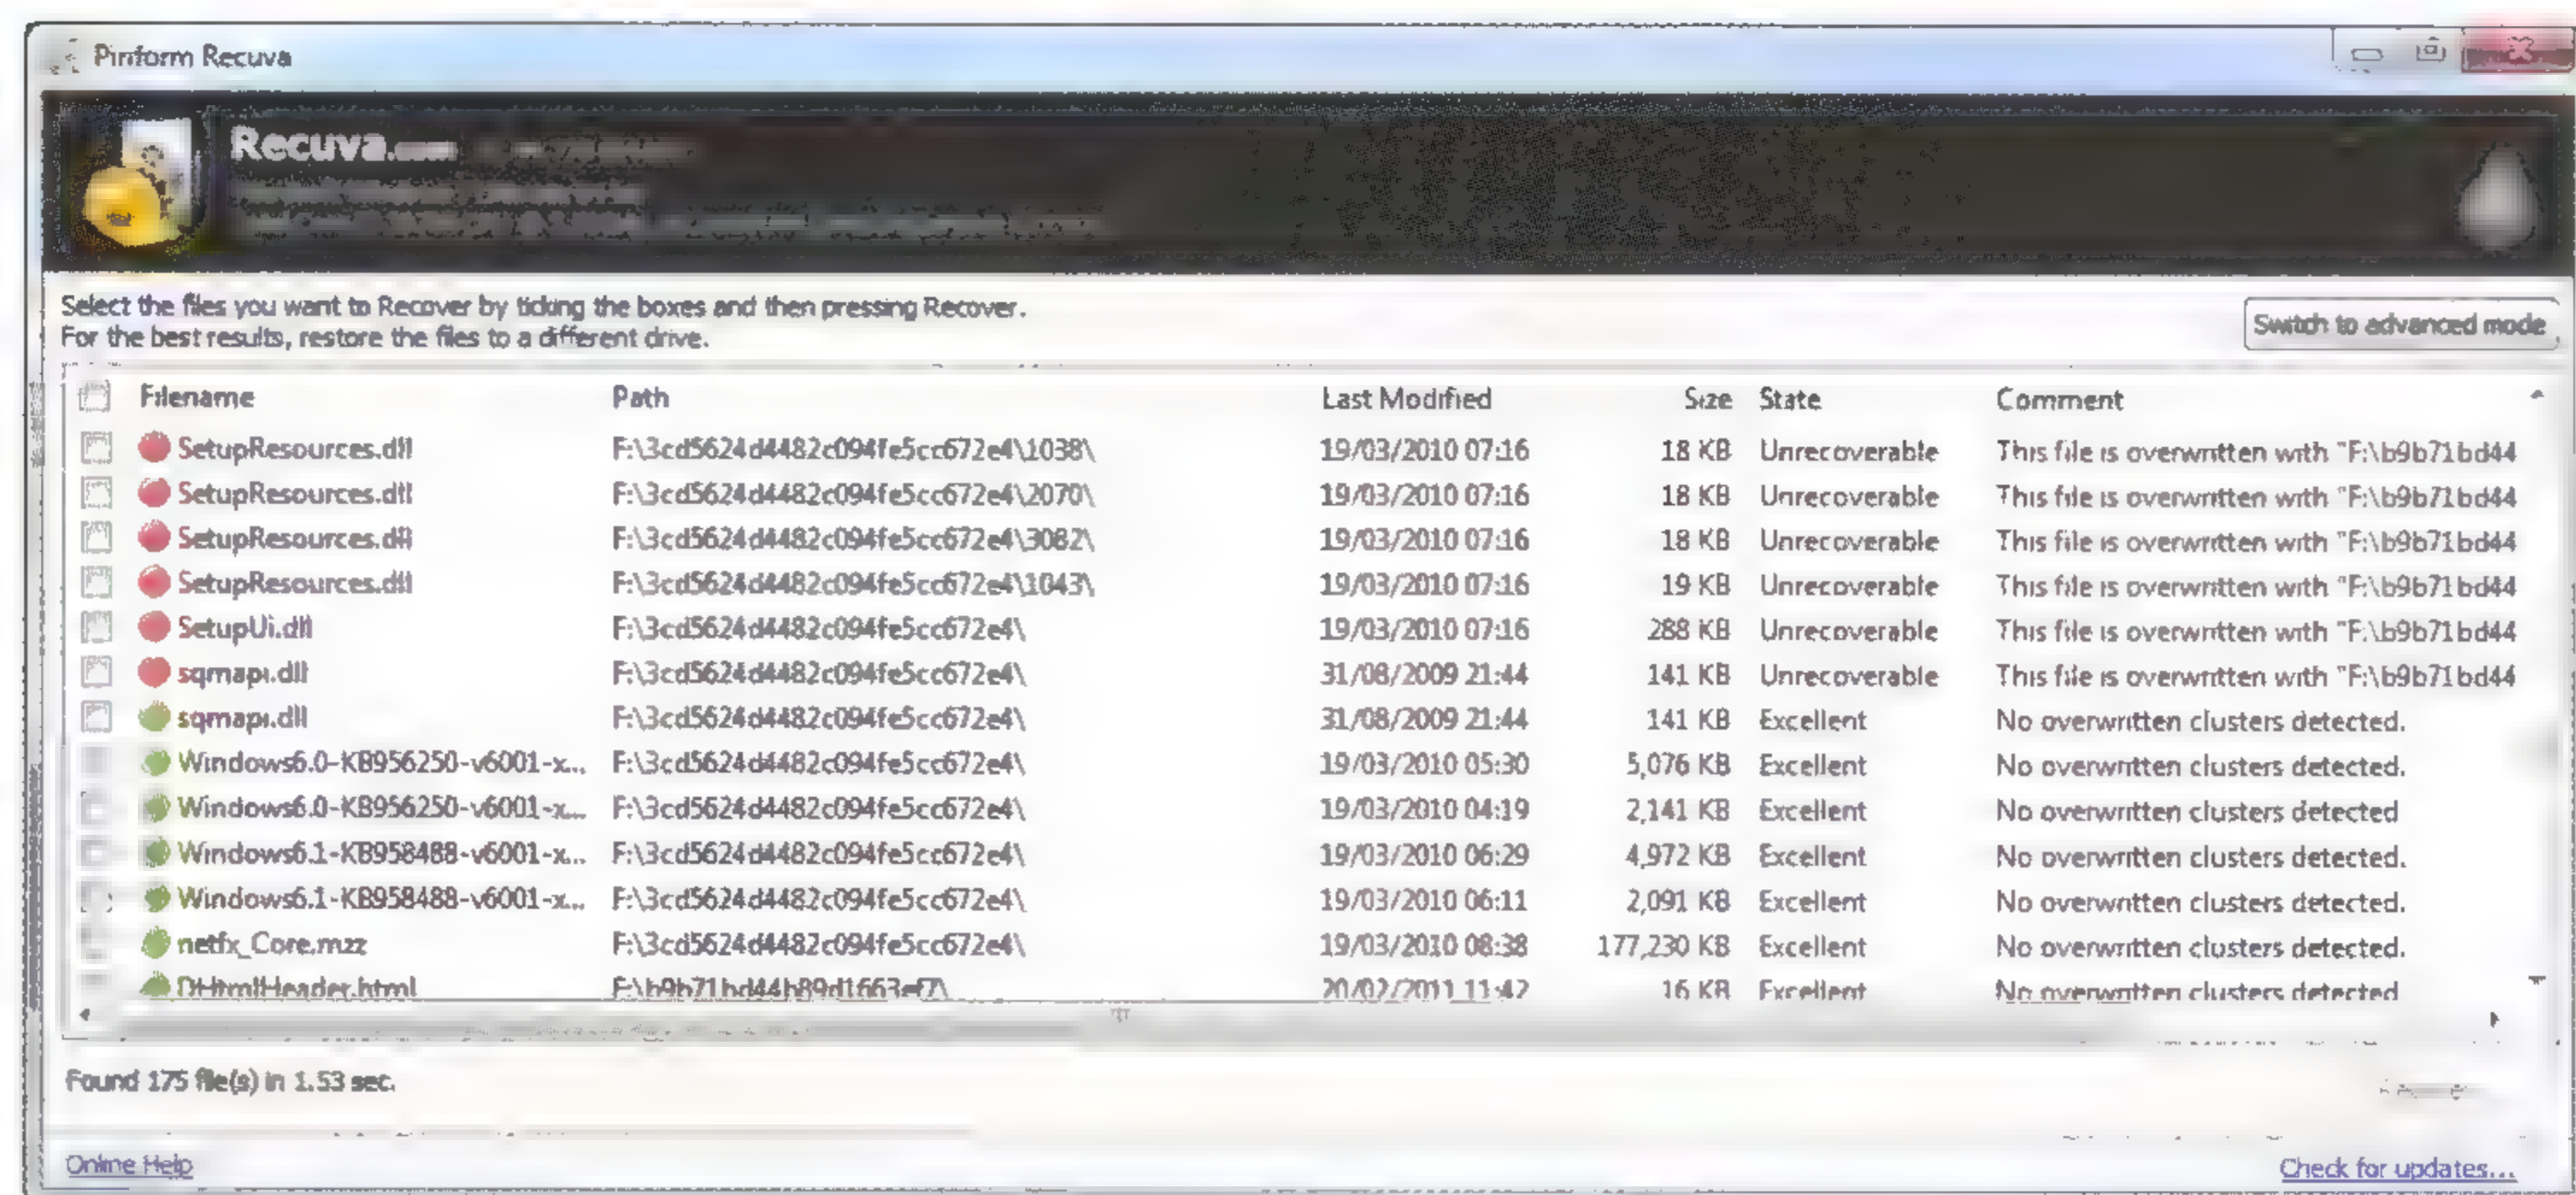 Piriform Recuva
Recuva
Select the files you want to Recover by ticking the boxes and then pressing Recover.
For the best results, restore the files to a different drive.
Switch to advanced mode
Filename Path Last Modified Size State Comment
SetupResources.dll F:\3cd5624d4482c094fe5cc672e4\1038\ 19/03/2010 07:16 18 KB Unrecoverable This file is overwritten with "F:\b9b71bd44
SetupResources.dll F:\3cd5624d4482c094fe5cc672e4\2070\ 19/03/2010 07:16 18 KB Unrecoverable This file is overwritten with "F:\b9b71bd44
SetupResources.dll F:\3cd5624d4482c094fe5cc672e4\3082\ 19/03/2010 07:16 18 KB Unrecoverable This file is overwritten with "F:\b9b71bd44
SetupResources.dll F:\3cd5624d4482c094fe5cc672e4\1043\ 19/03/2010 07:16 19 KB Unrecoverable This file is overwritten with "F:\b9b71bd44
SetupUi.dll F:\3cd5624d4482c094fe5cc672e4\ 19/03/2010 07:16 288 KB Unrecoverable This file is overwritten with "F:\b9b71bd44
sqmapi.dll F:\3cd5624d4482c094fe5cc672e4\ 31/08/2009 21:44 141 KB Unrecoverable This file is overwritten with "F:\b9b71bd44
sqmapi.dll F:\3cd5624d4482c094fe5cc672e4\ 31/08/2009 21:44 141 KB Excellent No overwritten clusters detected.
Windows6.0-KB956250-v6001-x... F:\3cd5624d4482c094fe5cc672e4\ 19/03/2010 05:30 5,076 KB Excellent No overwritten clusters detected.
Windows6.0-KB956250-v6001-x... F:\3cd5624d4482c094fe5cc672e4\ 19/03/2010 04:19 2,141 KB Excellent No overwritten clusters detected
Windows6.1-KB958488-v6001-x... F:\3cd5624d4482c094fe5cc672e4\ 19/03/2010 06:29 4,972 KB Excellent No overwritten clusters detected.
Windows6.1-KB958488-v6001-x... F:\3cd5624d4482c094fe5cc672e4\ 19/03/2010 06:11 2,091 KB Excellent No overwritten clusters detected.
netfx_Core.mzz F:\3cd5624d4482c094fe5cc672e4\ 19/03/2010 08:38 177,230 KB Excellent No overwritten clusters detected.
DHtmlHeader.html F:\b9b71bd44b89d1663ef7\ 20/02/2011 11:42 16 KB Excellent No overwritten clusters detected
Found 175 file(s) in 1.53 sec.
Online Help
Check for updates...